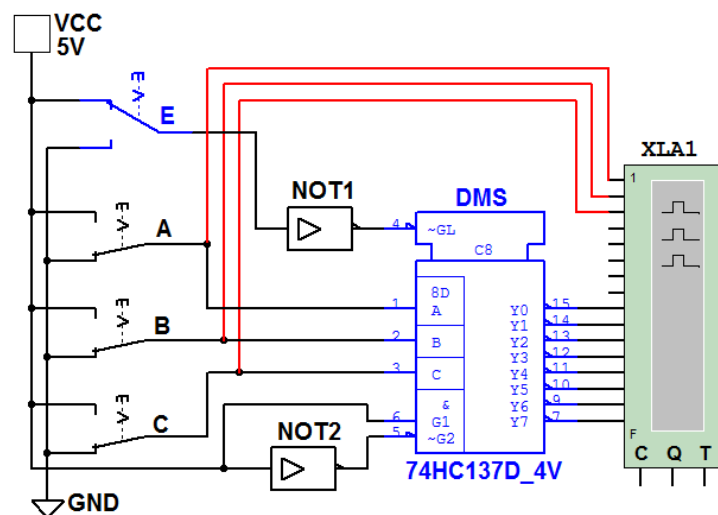 VCC
5V
E
XLA1
NOT1
DMS
1
4
~GL
C8
A
8D
1
A
Y0
15
Y1
14
B
2
B
Y2
13
Y3
12
3
C
Y4
11
Y5
10
&
Y6
9
C
6
G1
Y7
7
NOT2
5
~G2
F
74HC137D_4V
C Q T
GND